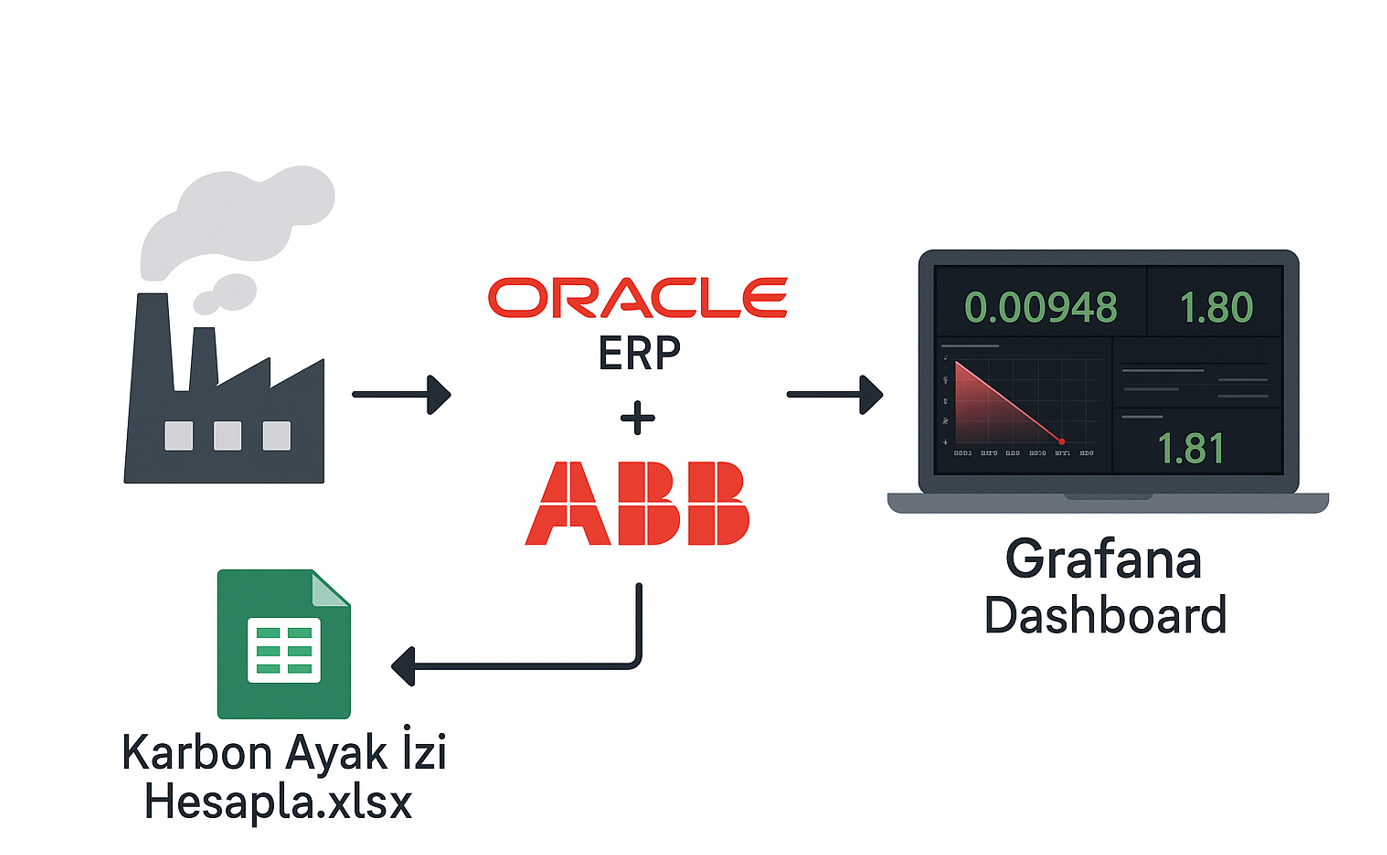 ORACLE
ERP
+
ABB
0.00948
1.80
1.81
Grafana
Dashboard
Karbon Ayak İzi
Hesapla.xlsx